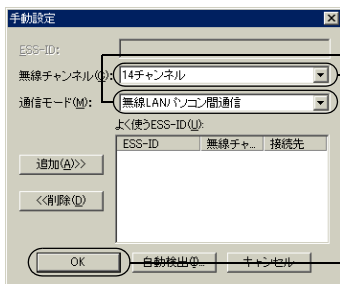 手動設定
ESS-ID:
無線チャンネル(C):
14チャンネル
通信モード(M):
無線LANパソコン間通信
よく使うESS-ID(U):
ESS-ID 無線チャ... 接続先
追加(A)>>
<<削除(D)
OK
自動検出(I)...
キャンセル